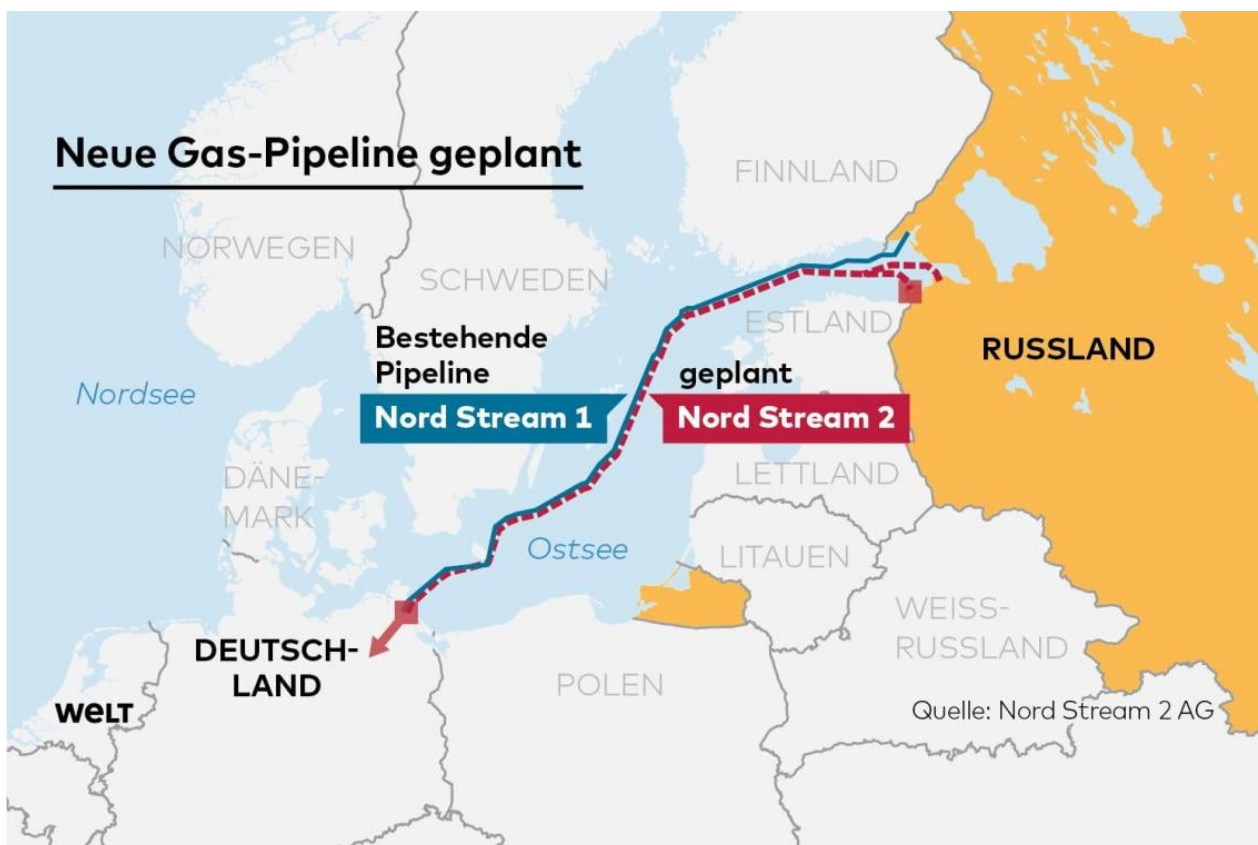 Neue Gas-Pipeline geplant
FINNLAND
NORWEGEN
SCHWEDEN
ESTLAND
Bestehende
Pipeline
Nord Stream 1
geplant
Nord Stream 2
RUSSLAND
Nordsee
DÄNE-
MARK
LETTLAND
Ostsee
LITAUEN
WEISS-
RUSSLAND
DEUTSCH-
LAND
POLEN
WELT
Quelle: Nord Stream 2 AG